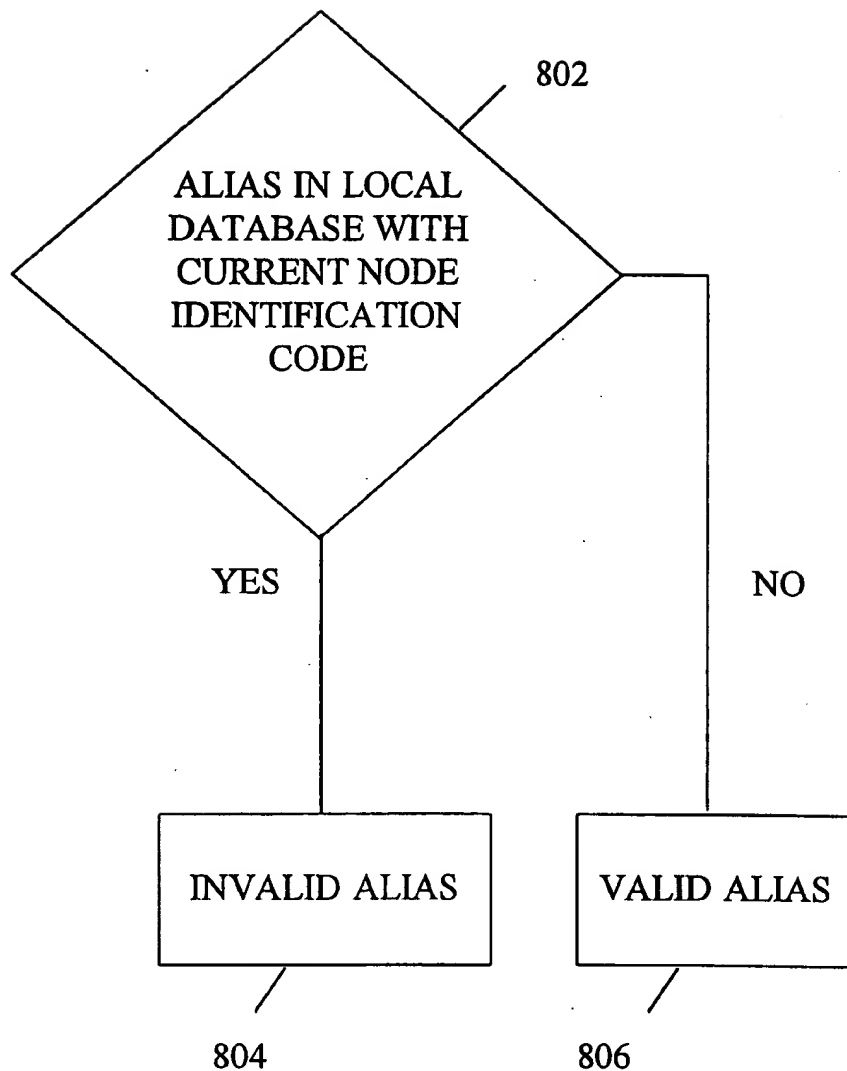 802
ALIAS IN LOCAL
DATABASE WITH
CURRENT NODE
IDENTIFICATION
CODE
YES
NO
INVALID ALIAS
VALID ALIAS
804
806